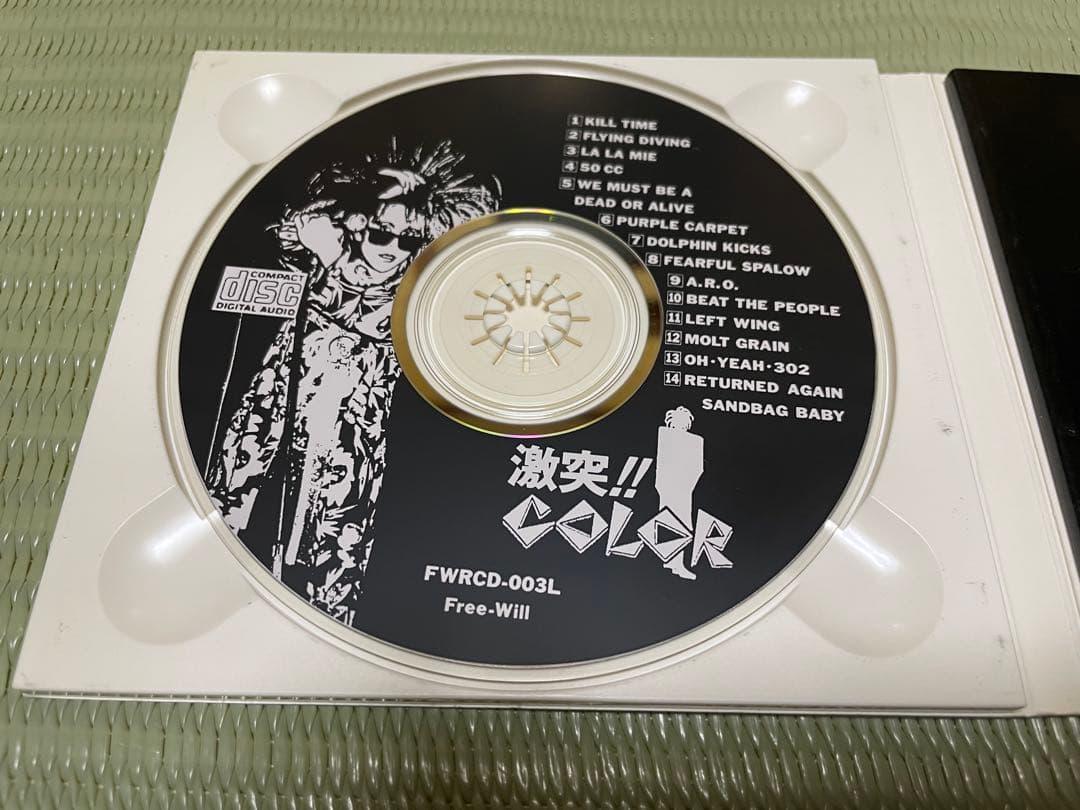 1 KILL TIME
2 FLYING DIVING
3 LA LA MIE
4 50 CC
5 WE MUST BE A
DEAD OR ALIVE
6 PURPLE CARPET
7 DOLPHIN KICKS
8 FEARFUL SPALOW
9 A.R.O.
10 BEAT THE PEOPLE
11 LEFT WING
12 MOLT GRAIN
13 OH・YEAH・302
14 RETURNED AGAIN
SANDBAG BABY
COMPACT
disc
DIGITAL AUDIO
激突!!
COLOR
FWRCD-003L
Free-Will